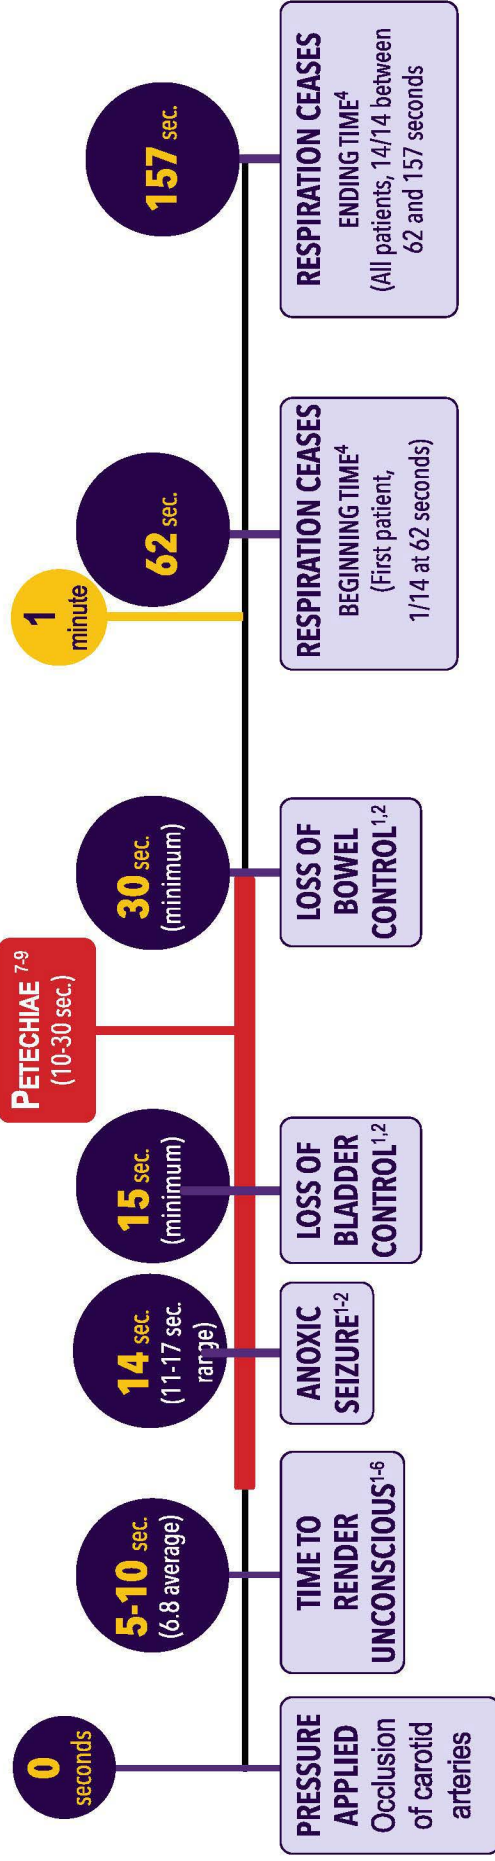 0
seconds
PRESSURE
APPLIED
Occlusion
of carotid
arteries
5-10 sec.
(6.8 average)
TIME TO
RENDER
UNCONSCIOUS1-6
14 sec.
(11-17 sec.
range)
ANOXIC
SEIZURE1-2
15 sec.
(minimum)
LOSS OF
BLADDER
CONTROL1,2
PETECHIAE 7-9
(10-30 sec.)
30 sec.
(minimum)
LOSS OF
BOWEL
CONTROL1,2
1
minute
62 sec.
RESPIRATION CEASES
BEGINNING TIME4
(First patient,
1/14 at 62 seconds)
157 sec.
RESPIRATION CEASES
ENDING TIME4
(All patients, 14/14 between
62 and 157 seconds